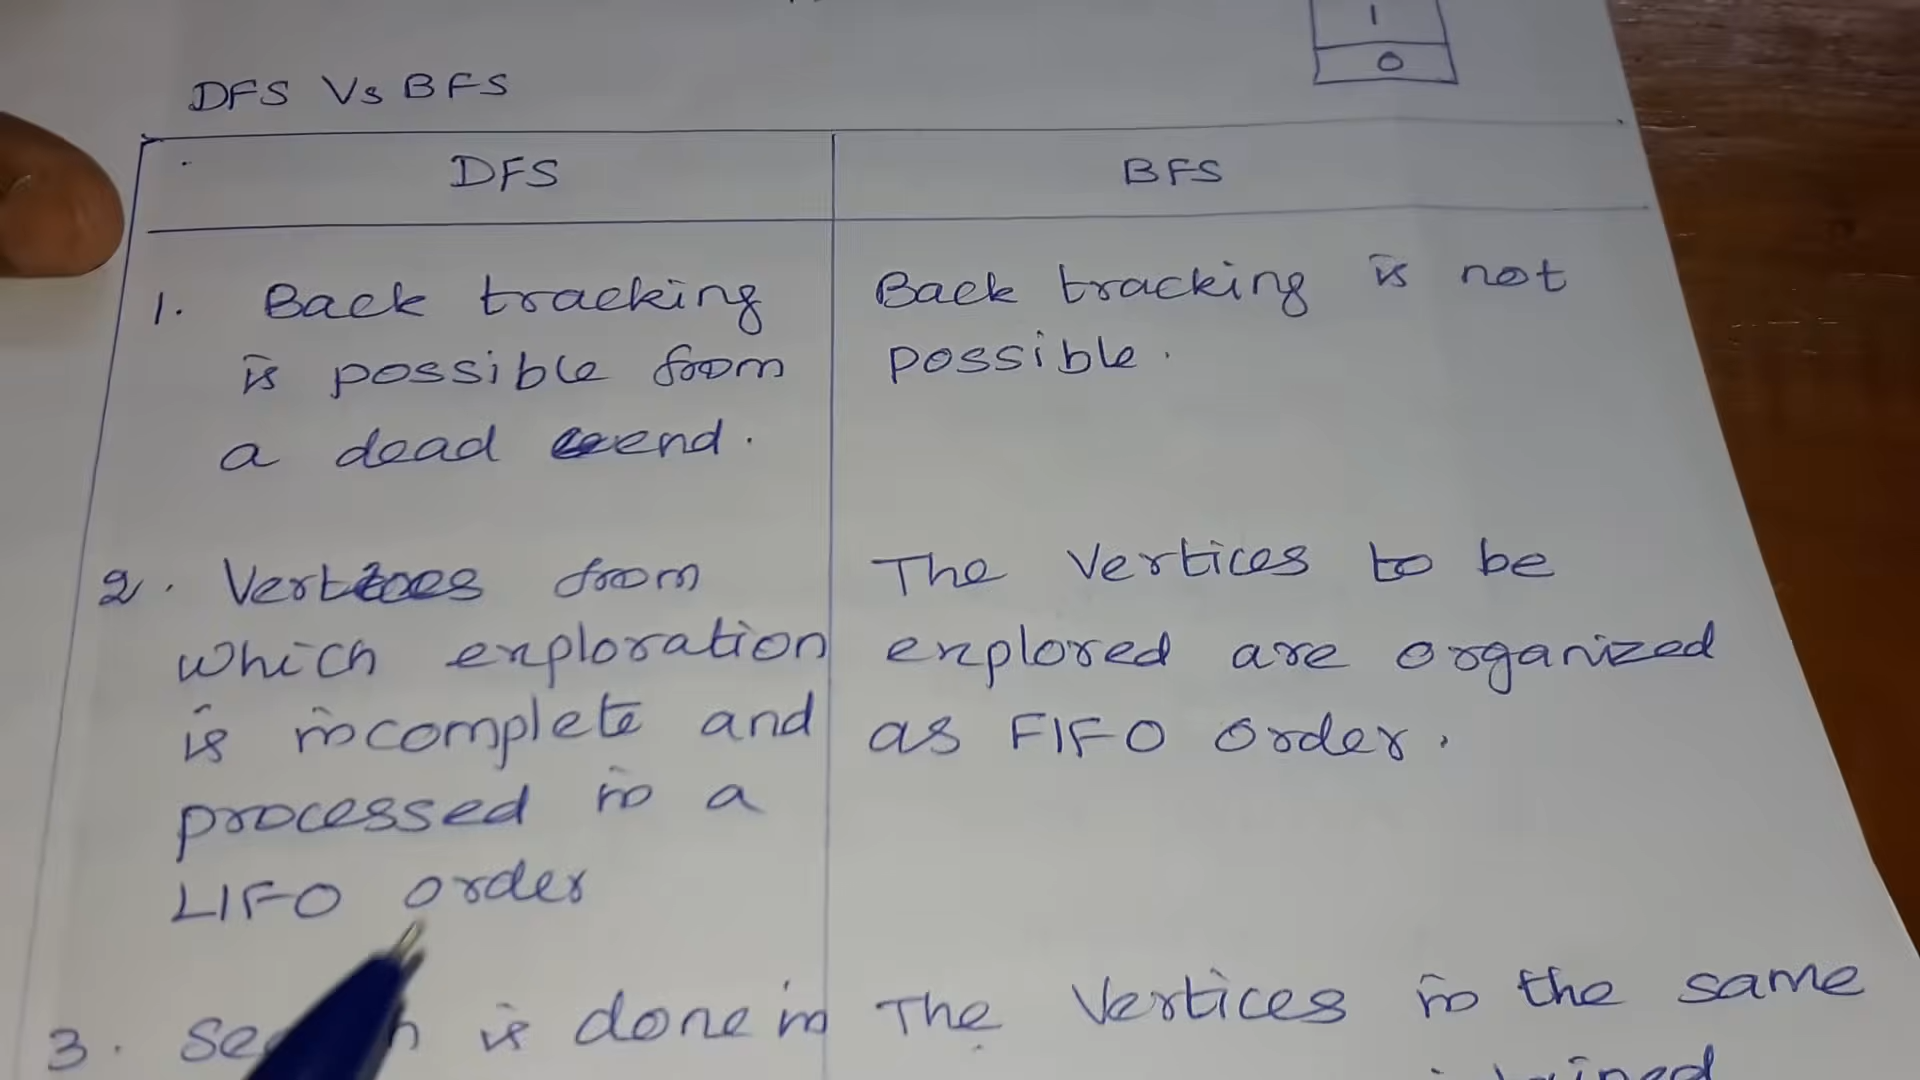 1
0
DFS Vs BFS
DFS
BFS
1. Back tracking
is possible from
a dead end.
Back tracking is not
possible.
2. Vertices from
which exploration
is incomplete and
processed in a
LIFO order
The Vertices to be
explored are organized
as FIFO order.
3. is done in
The Vertices in the same